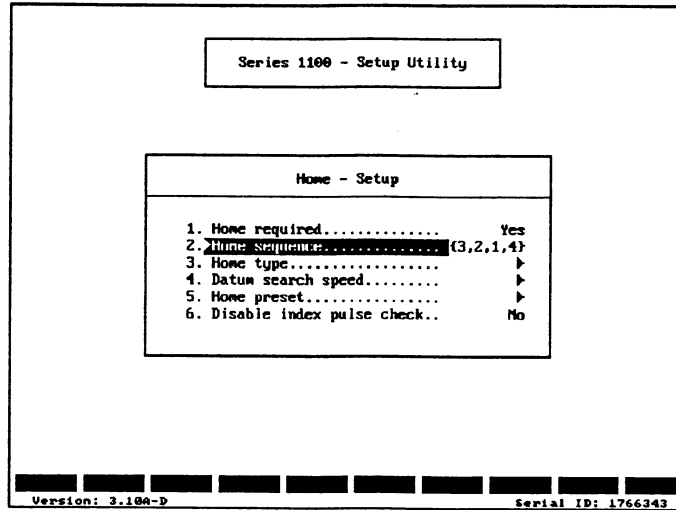 Series 1100 - Setup Utility
Home - Setup
1. Home required.............. Yes
2. Home sequence............... {3,2,1,4}
3. Home type.................. ►
4. Datum search speed......... ►
5. Home preset................ ►
6. Disable index pulse check.. No
Version: 3.10A-D Serial ID: 1766343